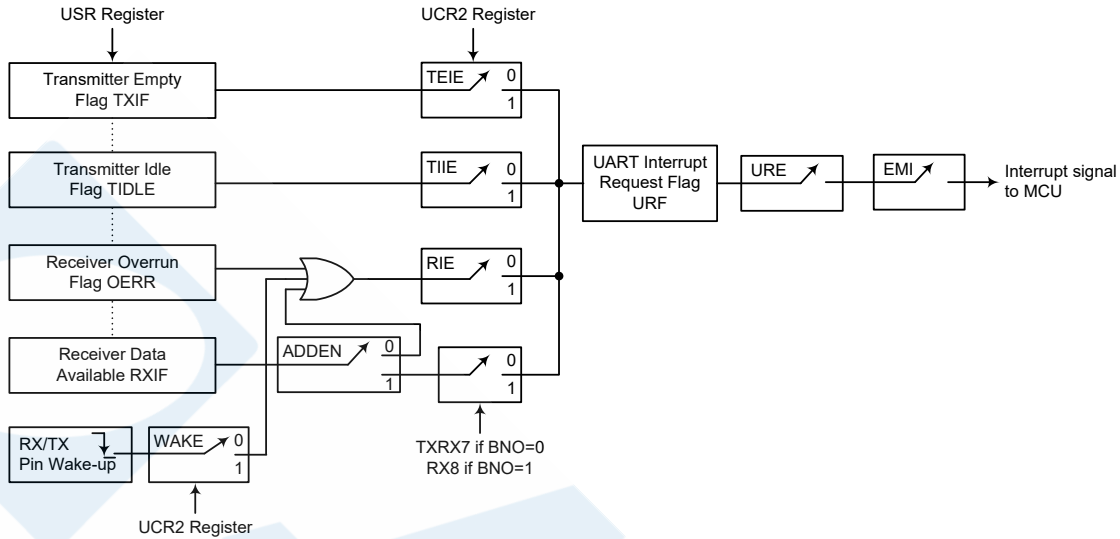 USR Register
UCR2 Register
Transmitter Empty
Flag TXIF
TEIE
0
1
Transmitter Idle
Flag TIDLE
TIIE
0
1
UART Interrupt
Request Flag
URF
URE
EMI
Interrupt signal
to MCU
Receiver Overrun
Flag OERR
RIE
0
1
Receiver Data
Available RXIF
ADDEN
0
1
0
1
RX/TX
Pin Wake-up
WAKE
0
1
TXRX7 if BNO=0
RX8 if BNO=1
UCR2 Register